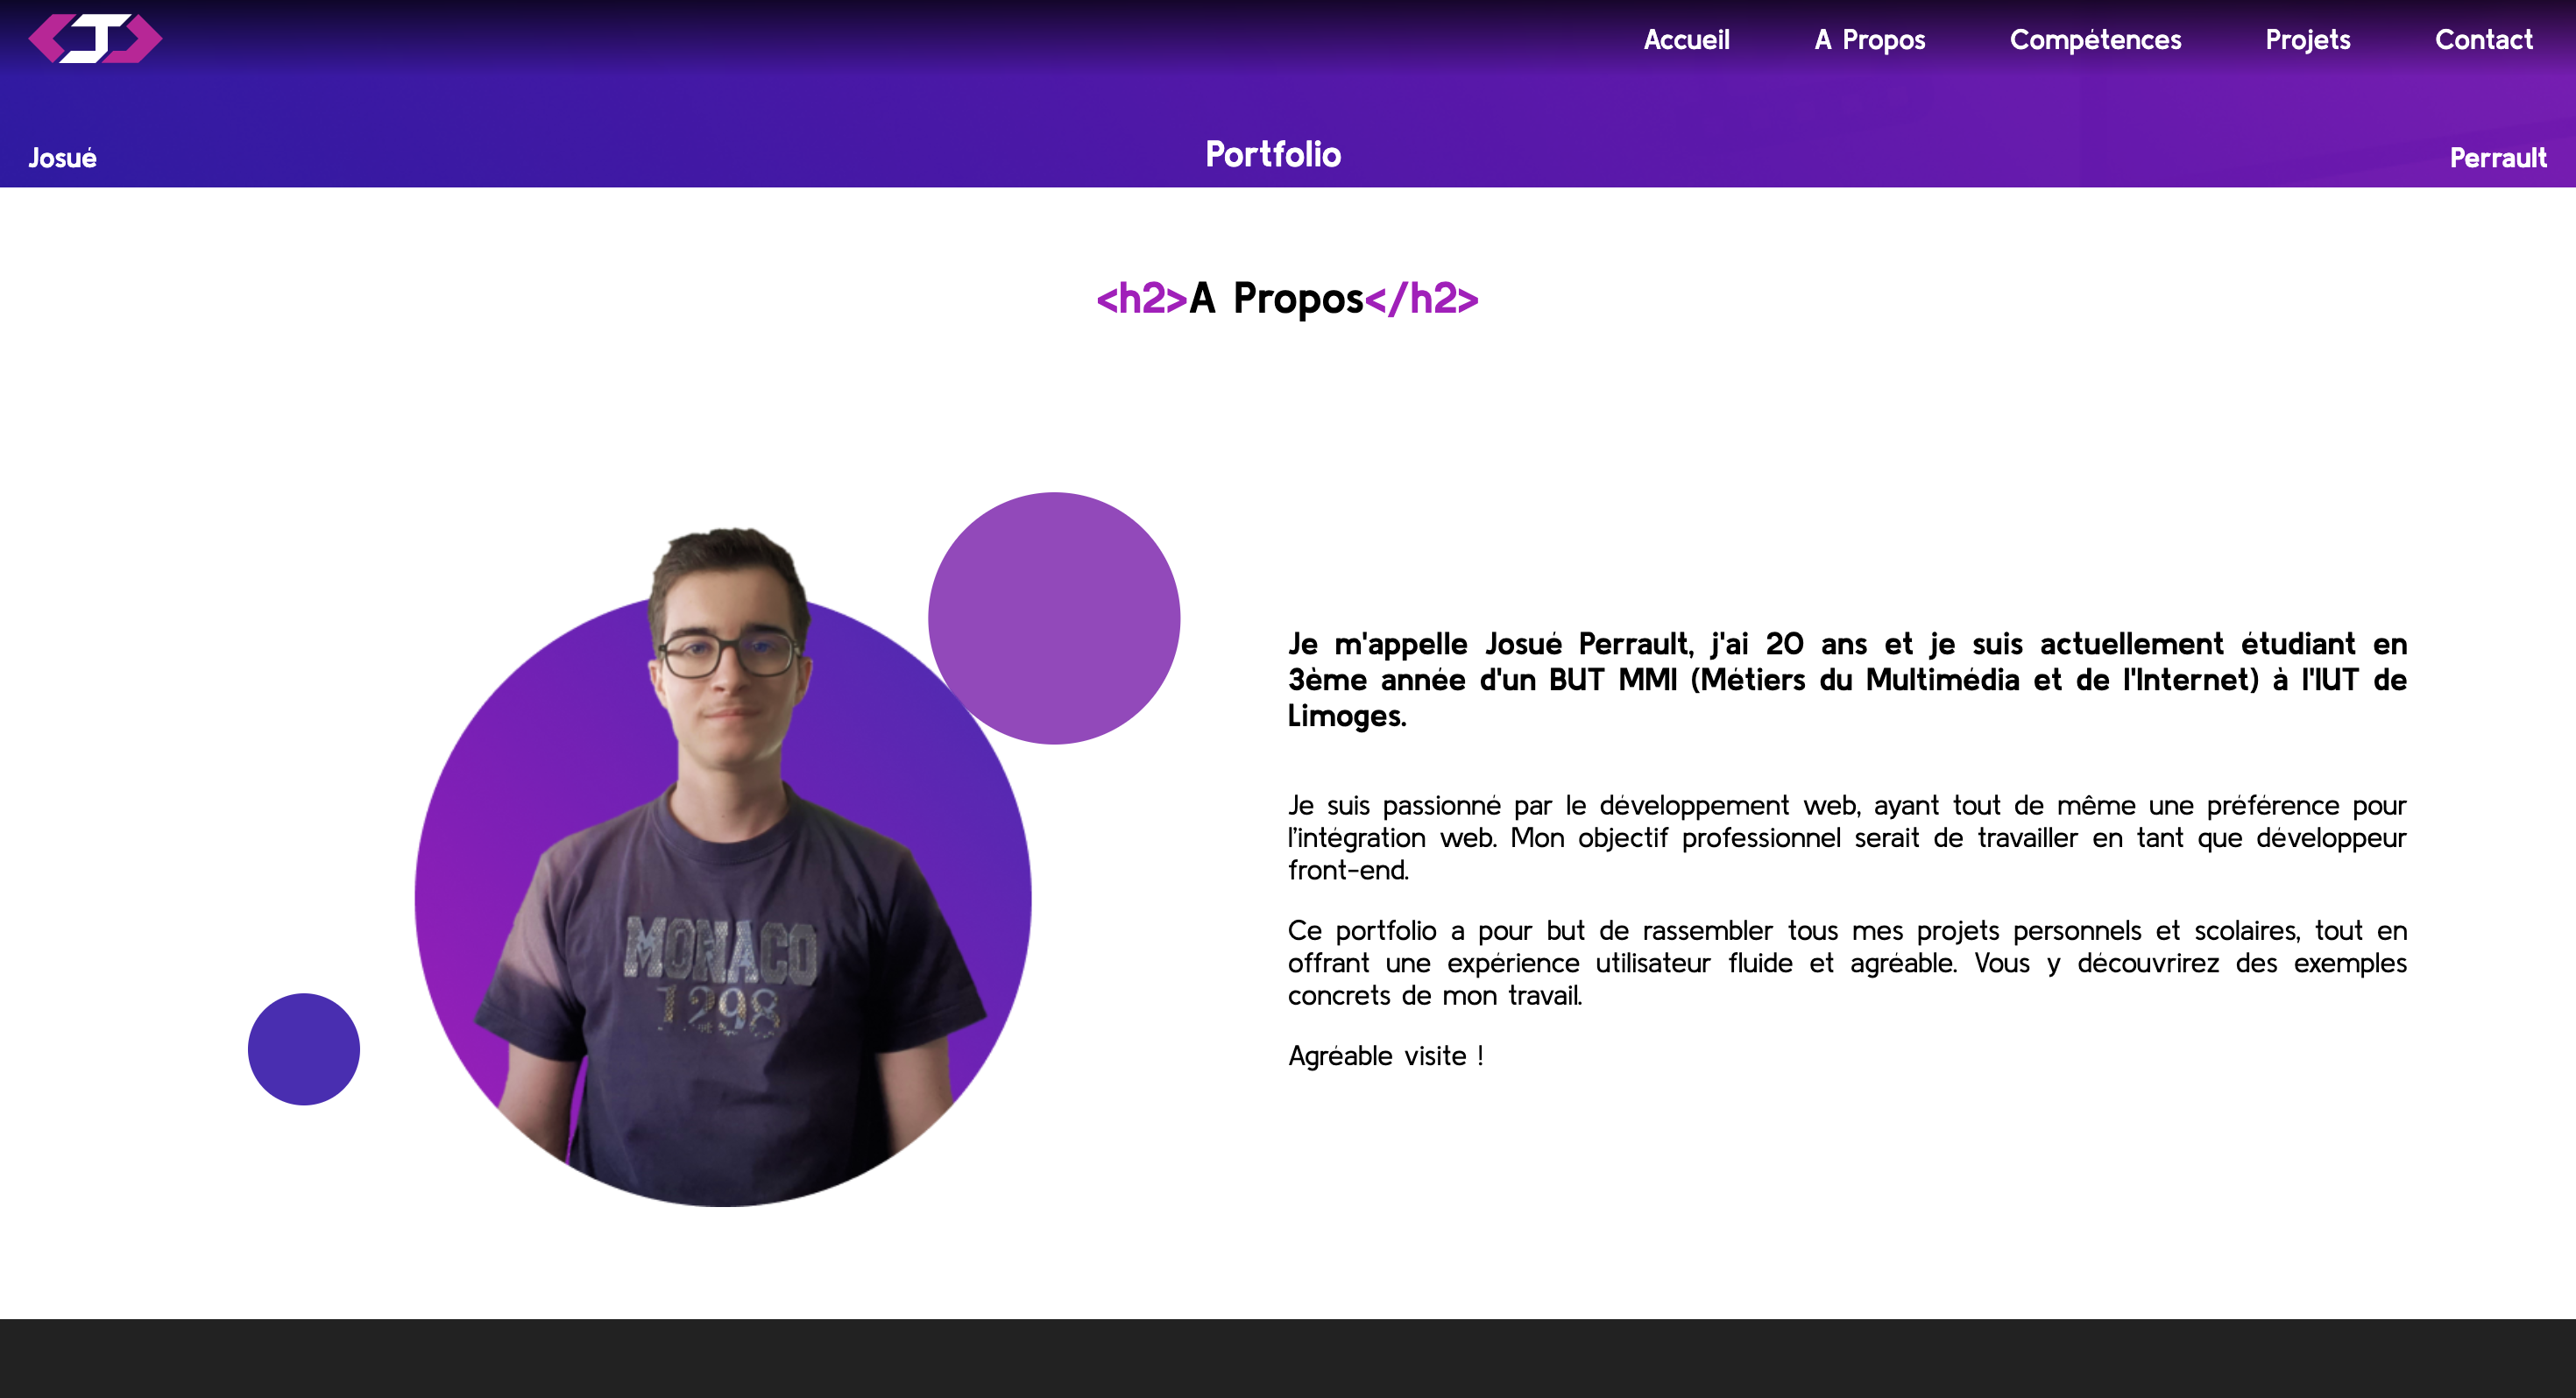 Accueil A Propos Compétences Projets Contact
Josué Portfolio Perrault
<h2>A Propos</h2>
Je m'appelle Josué Perrault, j'ai 20 ans et je suis actuellement étudiant en
3ème année d'un BUT MMI (Métiers du Multimédia et de l'Internet) à l'IUT de
Limoges.
Je suis passionné par le développement web, ayant tout de même une préférence pour
l’intégration web. Mon objectif professionnel serait de travailler en tant que développeur
front-end.
Ce portfolio a pour but de rassembler tous mes projets personnels et scolaires, tout en
offrant une expérience utilisateur fluide et agréable. Vous y découvrirez des exemples
concrets de mon travail.
Agréable visite !
MONACO
1298